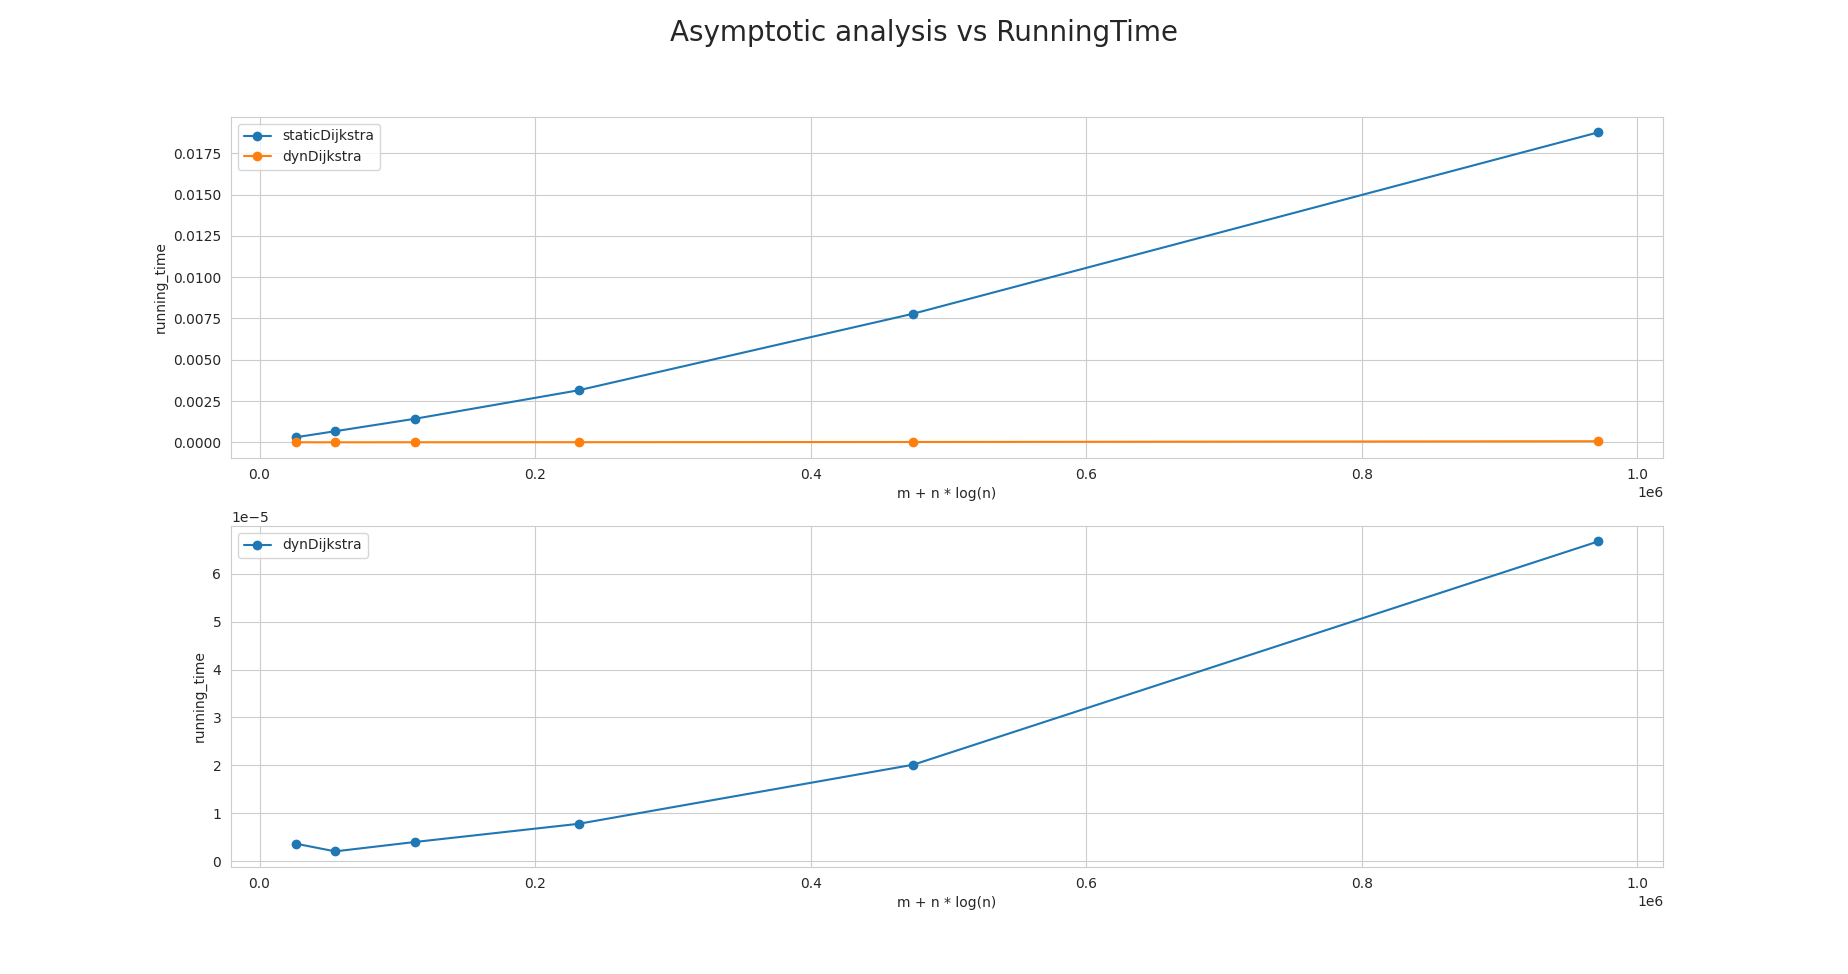 Asymptotic analysis vs RunningTime
staticDijkstra
dynDijkstra
running_time
0.0175
0.0150
0.0125
0.0100
0.0075
0.0050
0.0025
0.0000
0.0 0.2 0.4 0.6 0.8 1.0
m + n * log(n)
1e6
1e−5
dynDijkstra
running_time
6
5
4
3
2
1
0
0.0 0.2 0.4 0.6 0.8 1.0
m + n * log(n)
1e6